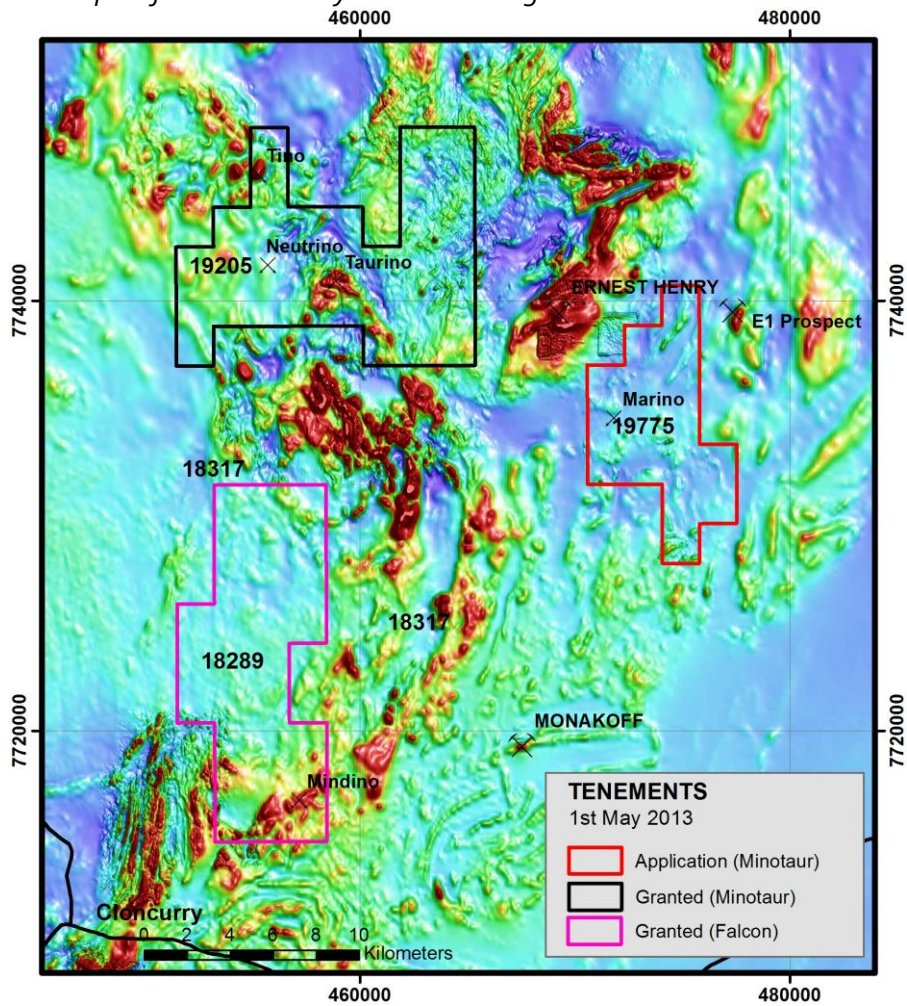 460000 480000
Tino
Neutrino
19205
Taurino
7740000
ERNEST HENRY
7740000
E1 Prospect
Marino
19775
18317
18317
18289
7720000
MONAKOFF
7720000
Mindino
TENEMENTS
1st May 2013
Application (Minotaur)
Granted (Minotaur)
Granted (Falcon)
Cloncurry
0 2 4 6 8 10
Kilometers
460000 480000